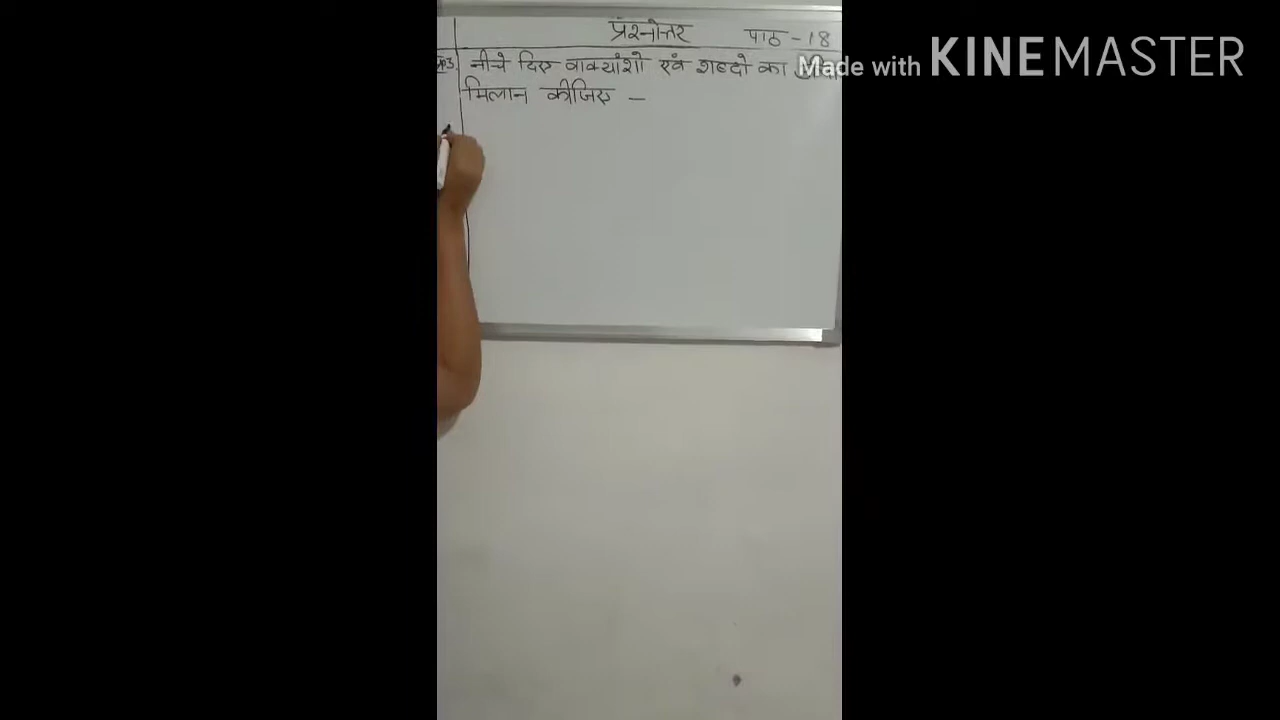 प्रश्नोत्तर पाठ - 18
प्र3 नीचे दिए वाक्यांशो एवं शब्दो का
मिलान कीजिए -
Made with KINEMASTER